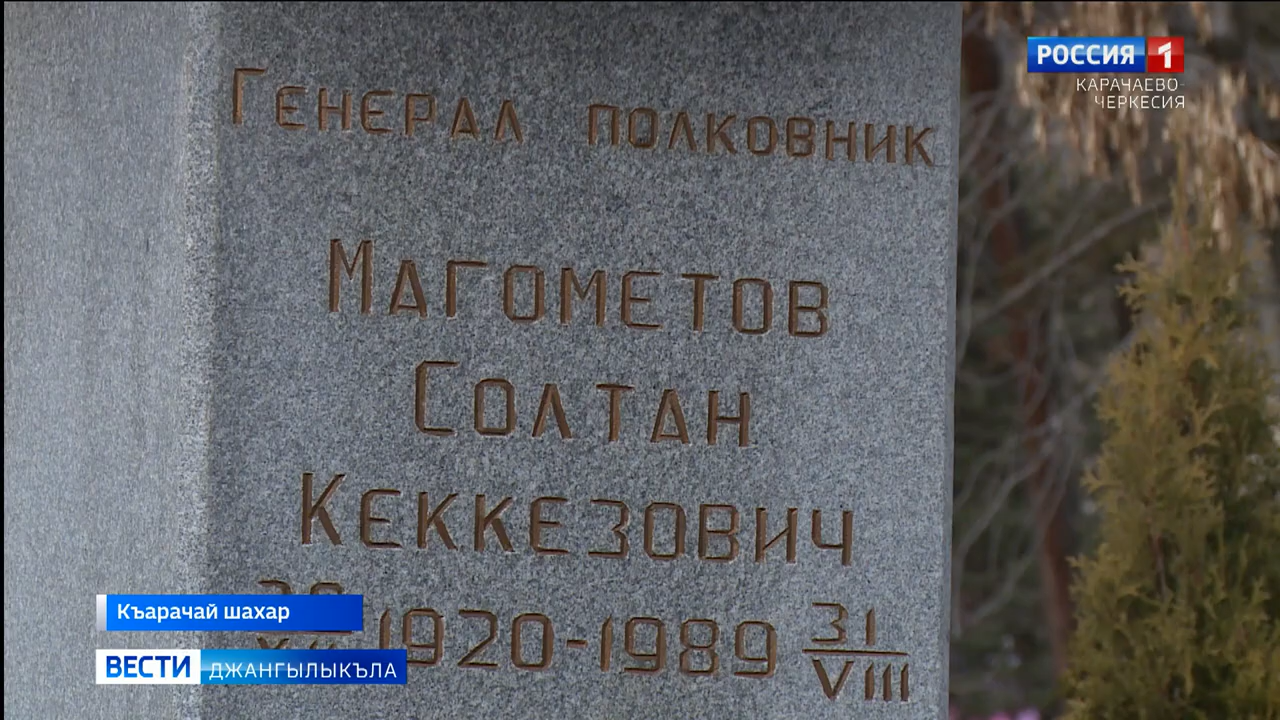 РОССИЯ 1
КАРАЧАЕВО-
ЧЕРКЕСИЯ
ГЕНЕРАЛ ПОЛКОВНИК
МАГОМЕТОВ
СОЛТАН
КЕККЕЗОВИЧ
1920-1989 31
VIII
Къарачай шахар
ВЕСТИ ДЖАНГЫЛЫКЪЛА